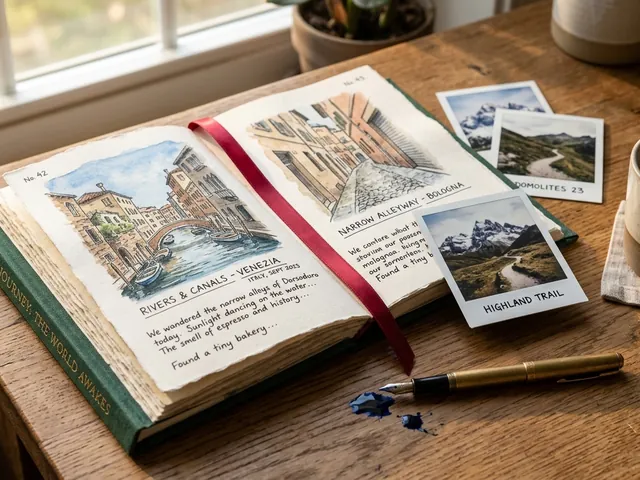 No 42
RIVERS & CANALS - VENEZIA
ITALY, SEPT 2023
We wandered the narrow alleys of Dorsoduro
today. Sunlight dancing on the water...
The smell of espresso and history...
Found a tiny bakery...
No 43
NARROW ALLEYWAY - BOLOGNA
We
our
Found a tiny b
DOLOMITES 23
HIGHLAND TRAIL
JOURNEY: THE WORLD AWAKES